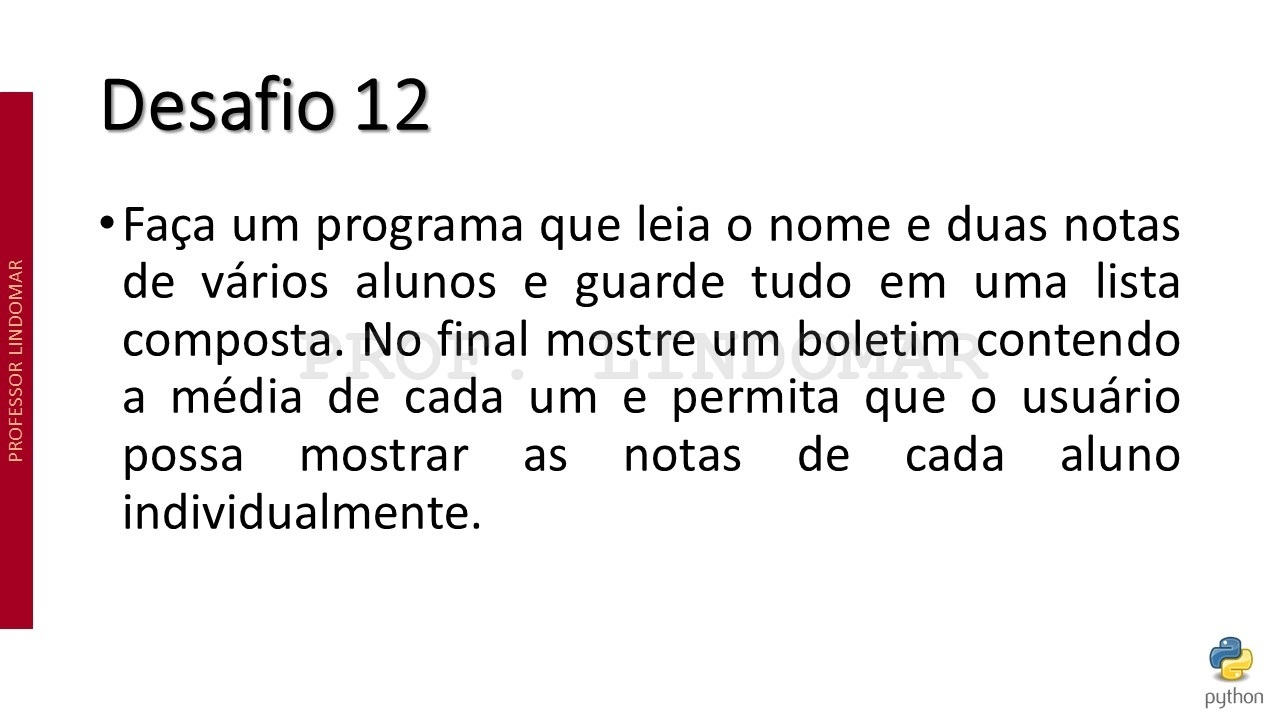 Desafio 12
PROFESSOR LINDOMAR
• Faça um programa que leia o nome e duas notas
de vários alunos e guarde tudo em uma lista
composta. No final mostre um boletim contendo
a média de cada um e permita que o usuário
possa mostrar as notas de cada aluno
individualmente.
PROF. LINDOMAR
python